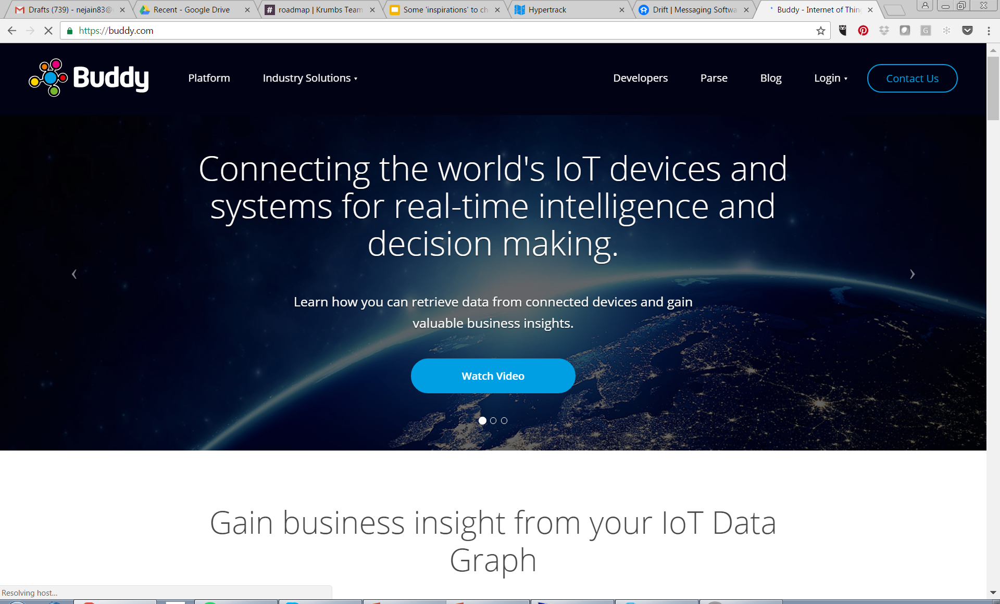 Drafts (739) - nejain83@
Recent - Google Drive
# roadmap | Krumbs Team
Some 'inspirations' to ch
Hypertrack
Drift | Messaging Softwa
Buddy - Internet of Thin
https://buddy.com
G
Buddy
Platform
Industry Solutions
Developers
Parse
Blog
Login
Contact Us
Connecting the world's IoT devices and
systems for real-time intelligence and
decision making.
Learn how you can retrieve data from connected devices and gain
valuable business insights.
Watch Video
Gain business insight from your IoT Data
Graph
Resolving host...